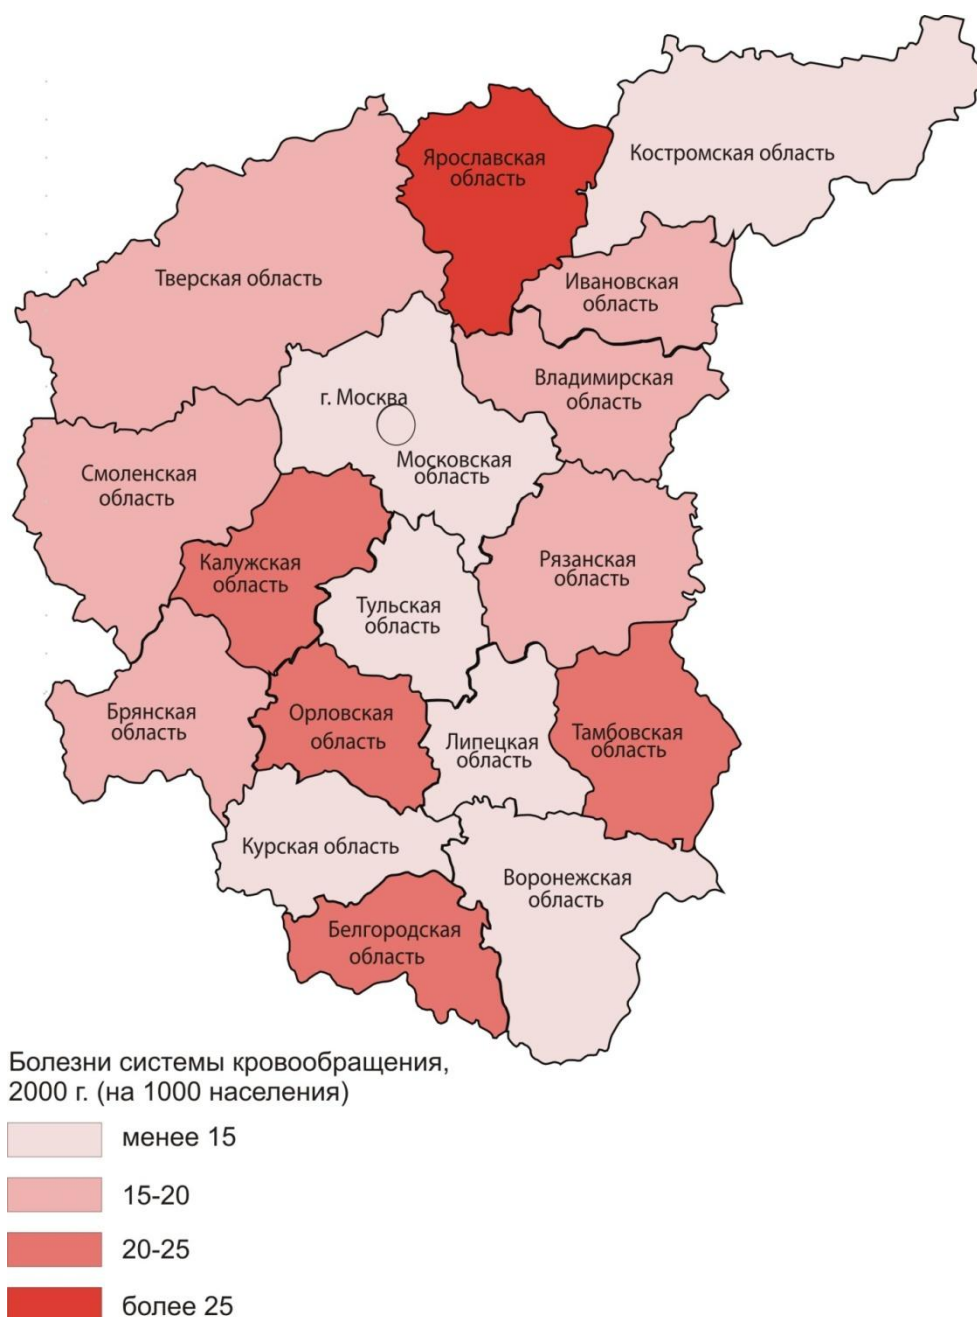 Костромская область
Ярославская
область
Тверская область
Ивановская
область
Владимирская
область
г. Москва
Московская
область
Смоленская
область
Калужская
область
Рязанская
область
Тульская
область
Брянская
область
Орловская
область
Липецкая
область
Тамбовская
область
Курская область
Воронежская
область
Белгородская
область
Болезни системы кровообращения,
2000 г. (на 1000 населения)
менее 15
15-20
20-25
более 25